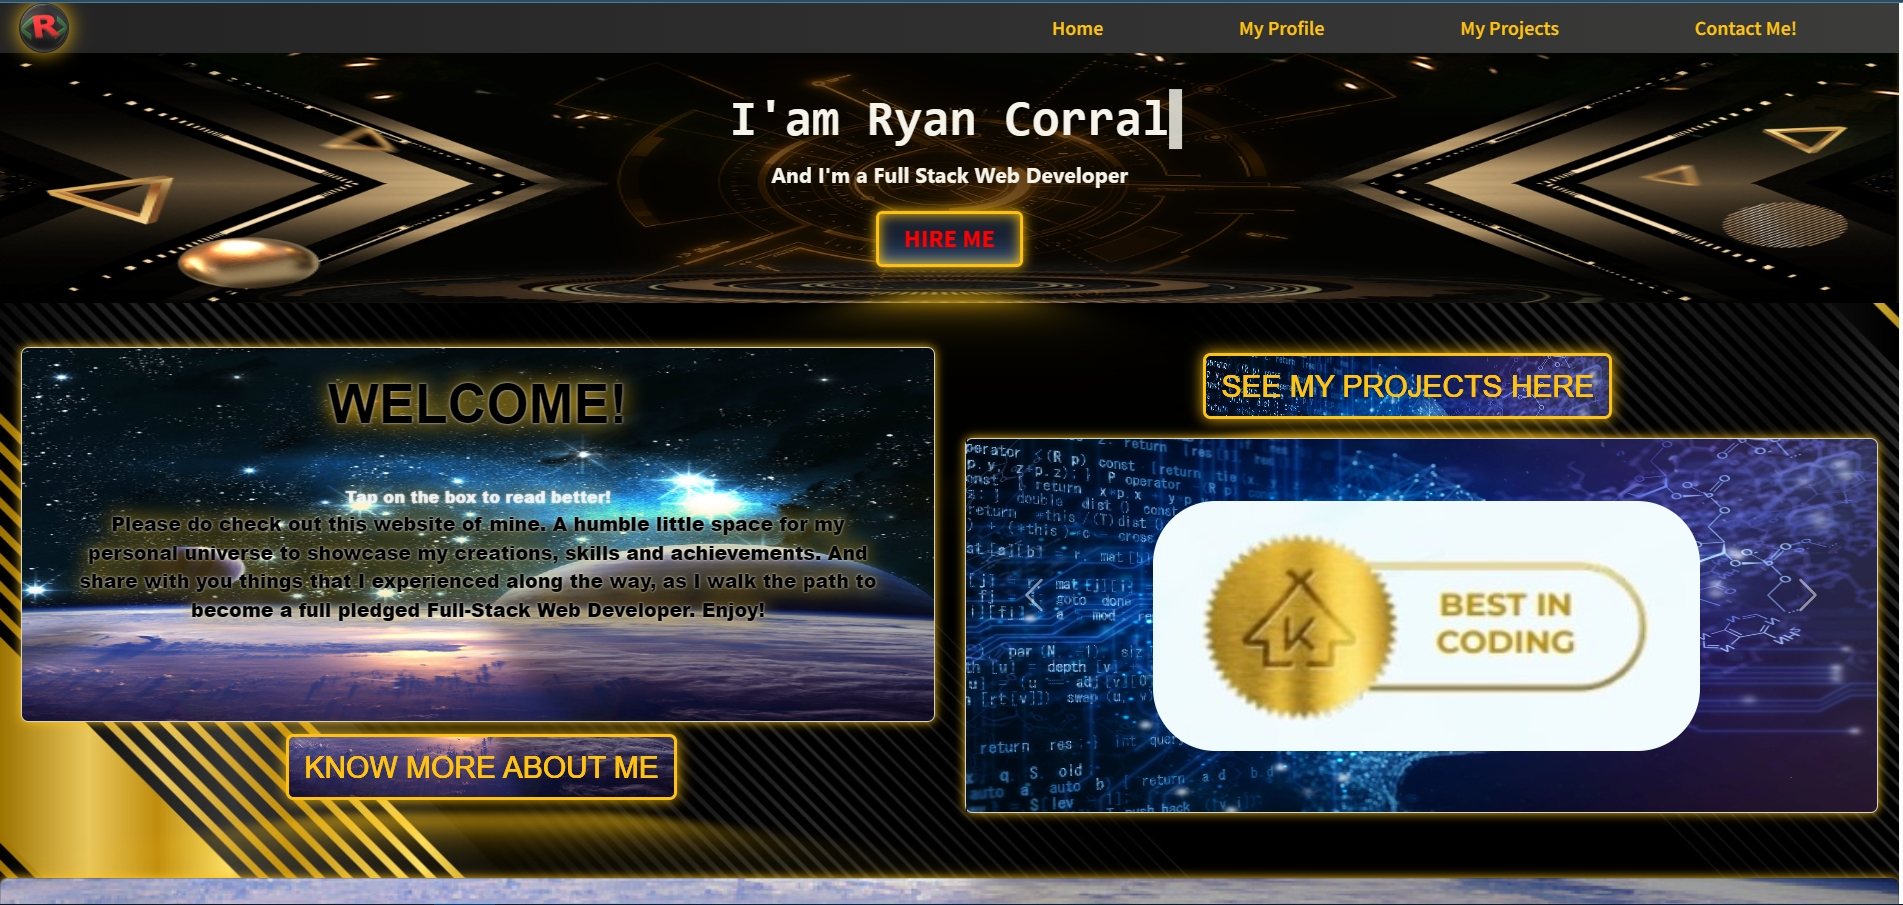 R
Home My Profile My Projects Contact Me!
I'am Ryan Corral
And I'm a Full Stack Web Developer
HIRE ME
WELCOME!
Tap on the box to read better!
Please do check out this website of mine. A humble little space for my
personal universe to showcase my creations, skills and achievements. And
share with you things that I experienced along the way, as I walk the path to
become a full pledged Full-Stack Web Developer. Enjoy!
KNOW MORE ABOUT ME
SEE MY PROJECTS HERE
K
BEST IN
CODING